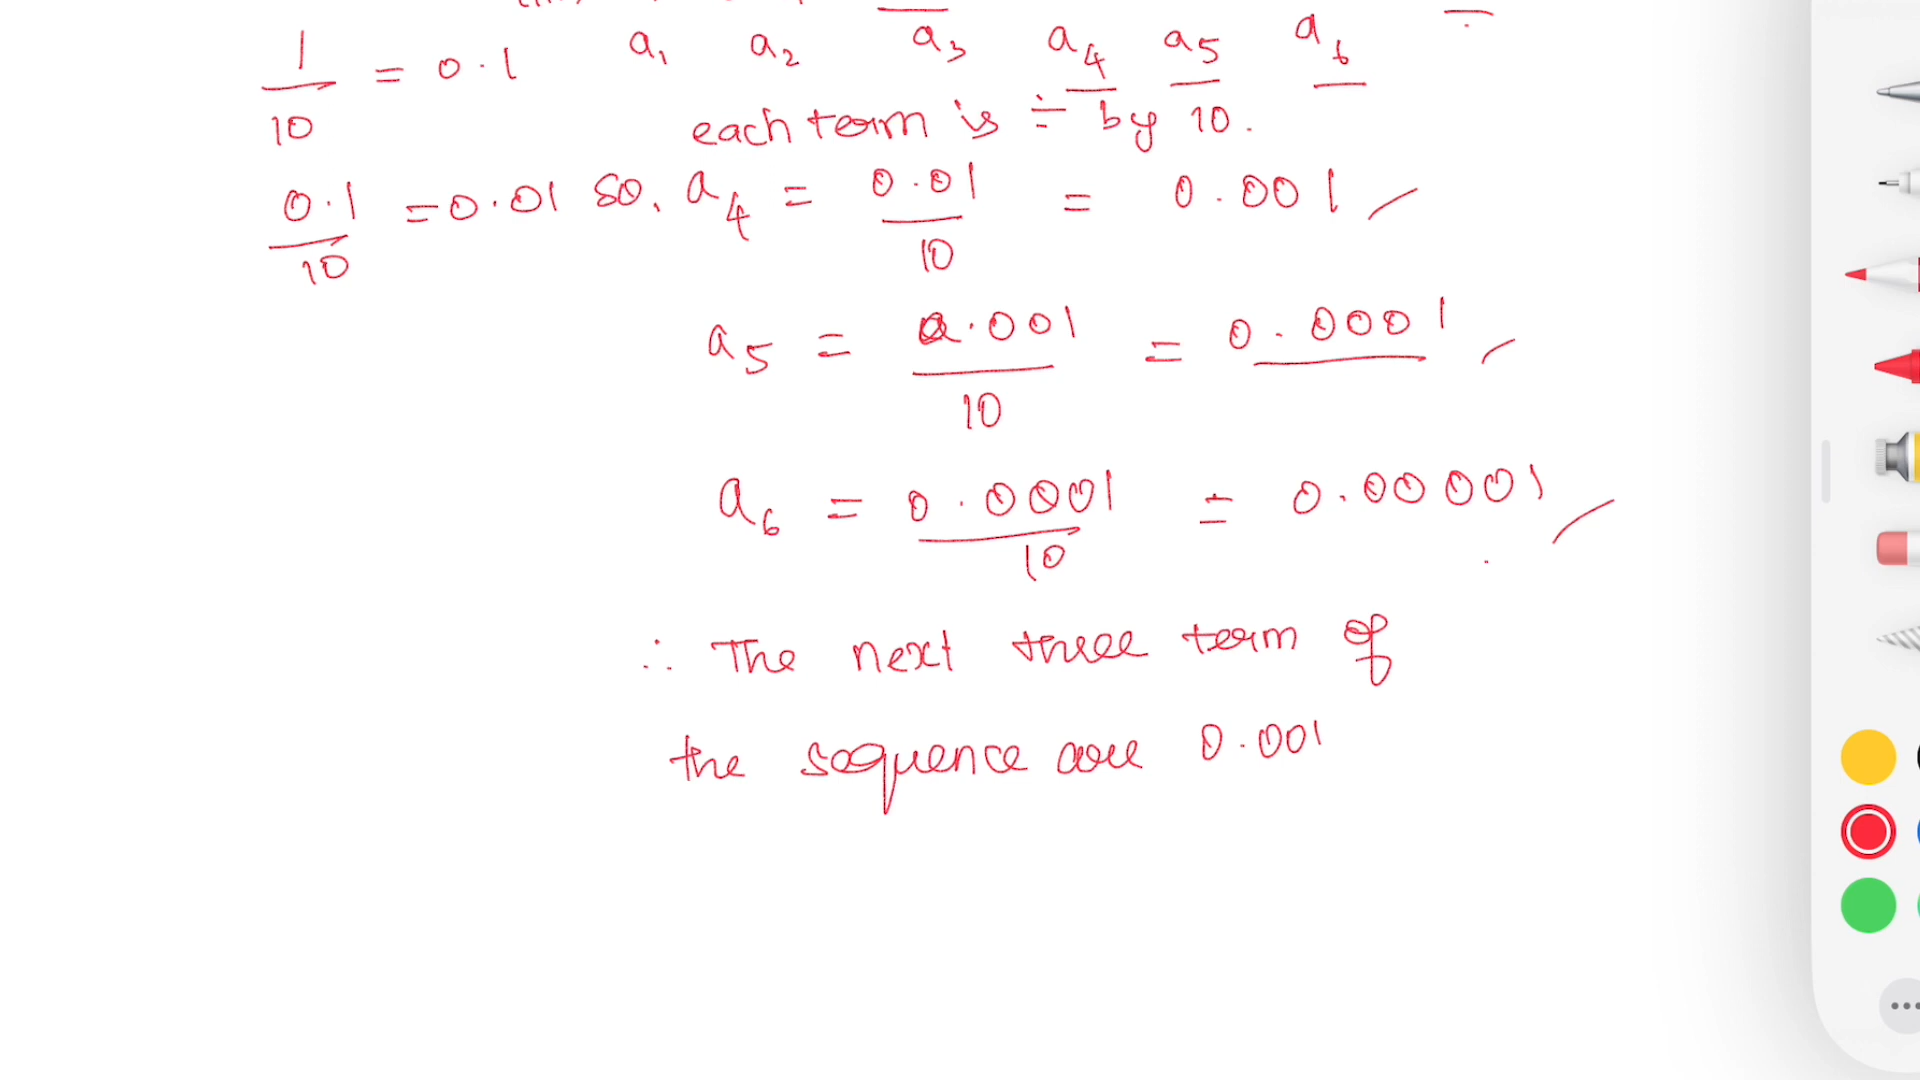 1/10 = 0.1 a₁ a₂ a₃ a₄ a₅ a₆
each term is ÷ by 10.
0.1/10 = 0.01 so, a₄ = 0.01/10 = 0.001
a₅ = 0.001/10 = 0.0001
a₆ = 0.0001/10 = 0.00001
∴ The next three term of
the sequence are 0.001